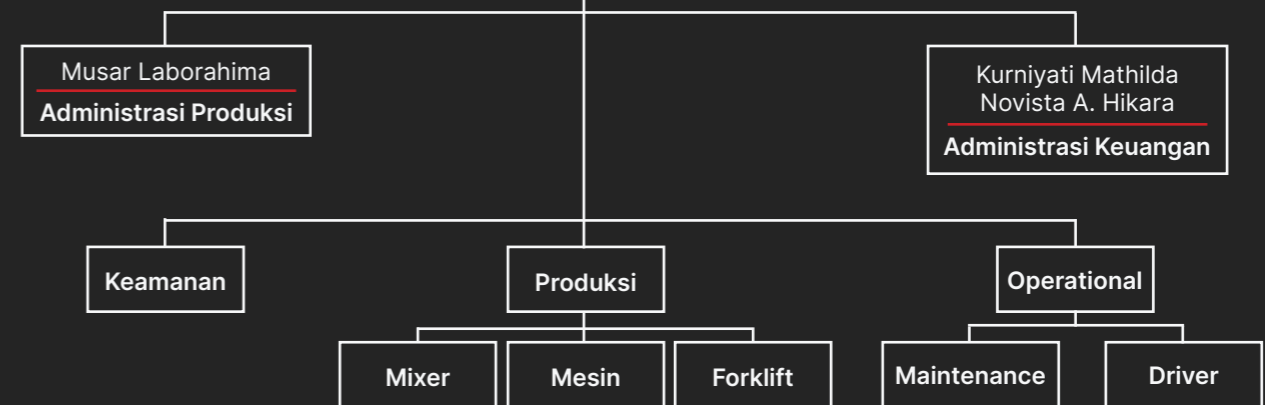 Musar Laborahima
Administrasi Produksi
Kurniyati Mathilda
Novista A. Hikara
Administrasi Keuangan
Keamanan
Produksi
Operational
Mixer
Mesin
Forklift
Maintenance
Driver